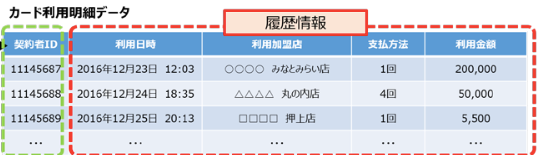 カード利用明細データ
履歴情報
契約者ID 利用日時 利用加盟店 支払方法 利用金額
11145687 2016年12月23日 12:03 ○○○○ みなとみらい店 1回 200,000
11145688 2016年12月24日 18:35 △△△△ 丸の内店 4回 50,000
11145689 2016年12月25日 20:13 □□□□ 押上店 1回 5,500
… … … … …